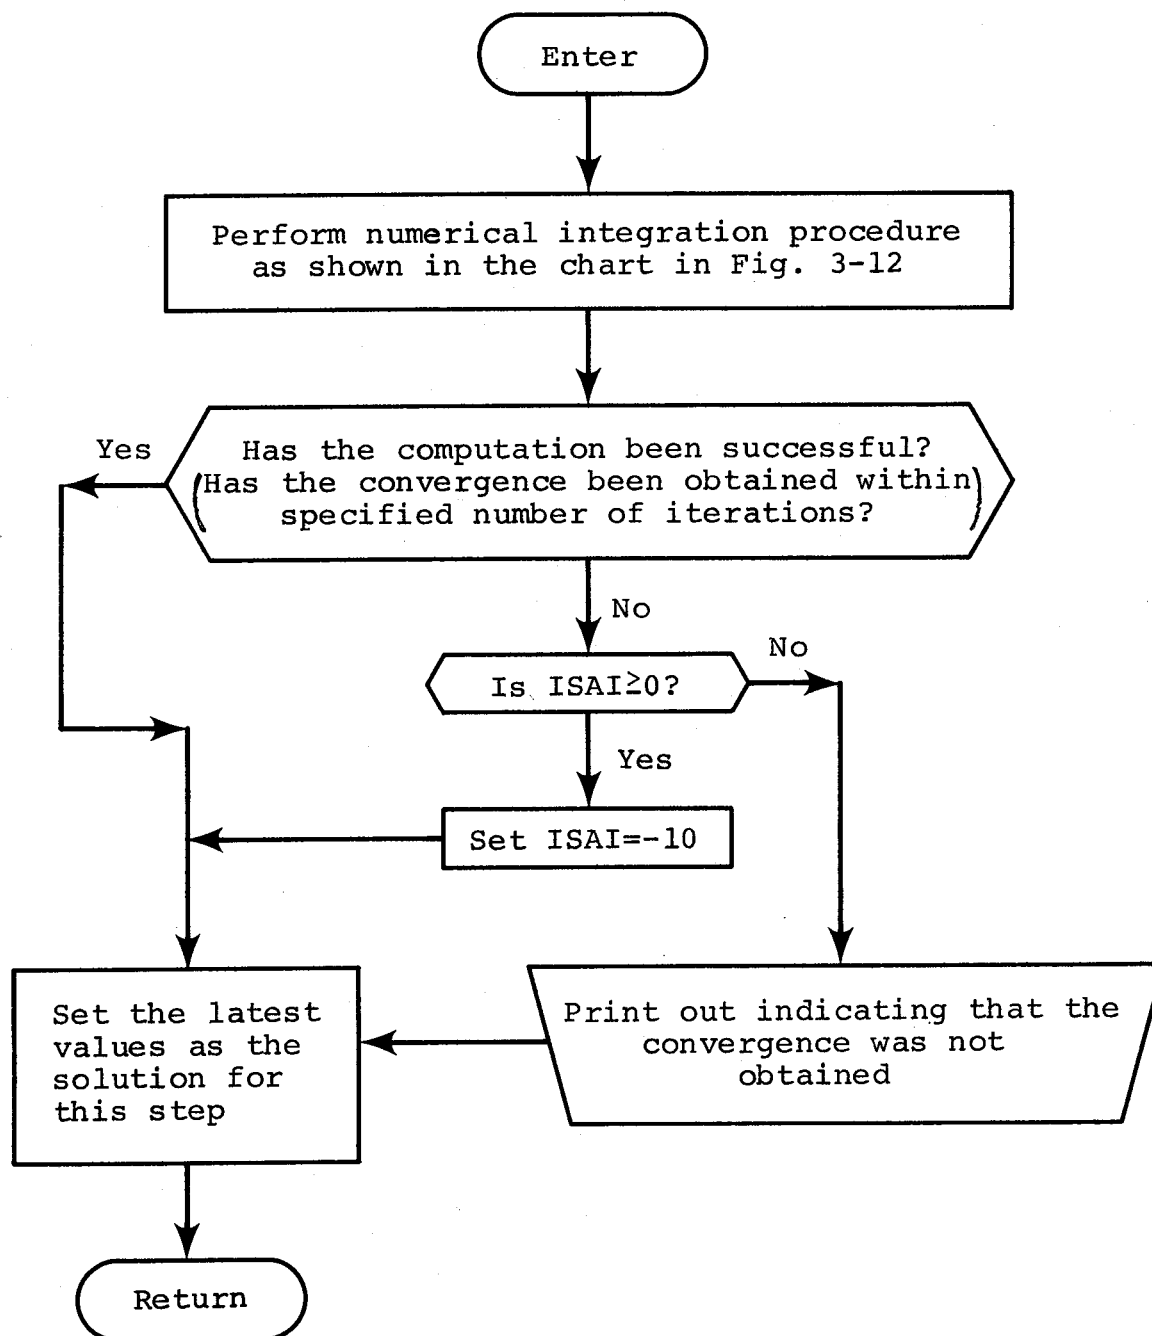 Enter
Perform numerical integration procedure
as shown in the chart in Fig. 3-12
Yes
Has the computation been successful?
(Has the convergence been obtained within
specified number of iterations?)
No
No
Is ISAI≥0?
Yes
Set ISAI=-10
Set the latest
values as the
solution for
this step
Print out indicating that the
convergence was not
obtained
Return